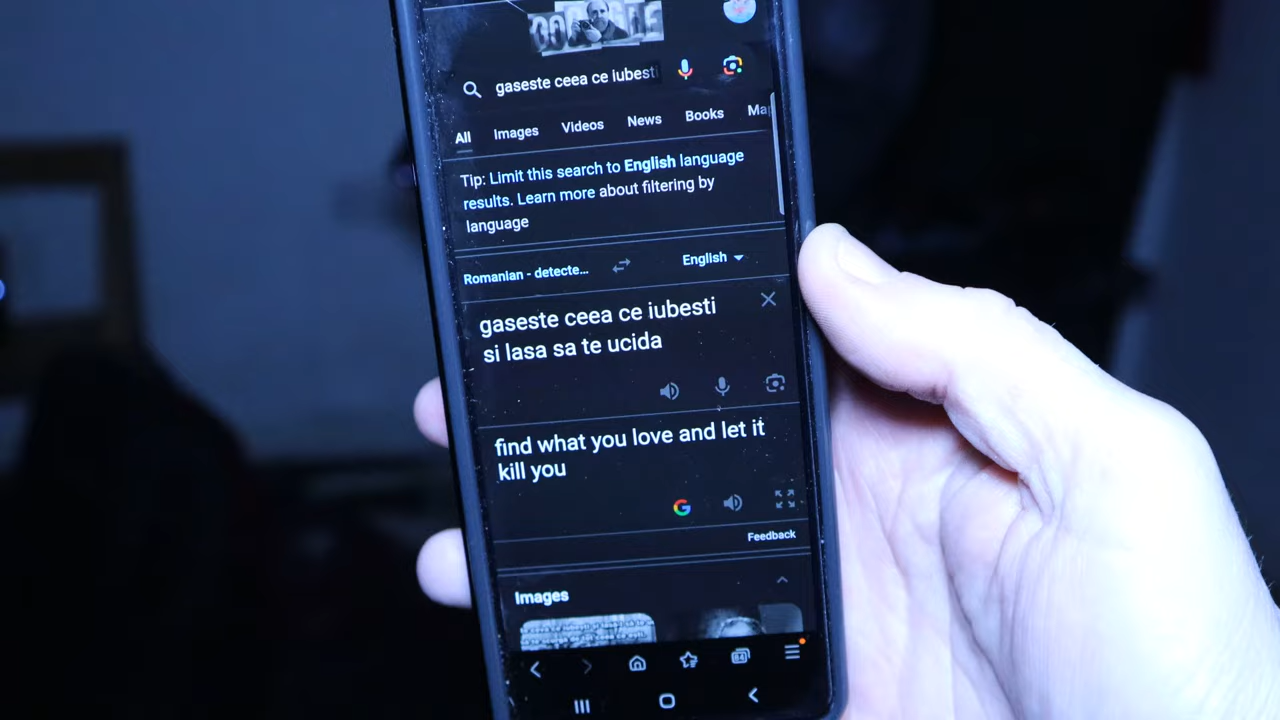 gaseste ceea ce iubesti
All Images Videos News Books
Tip: Limit this search to English language
results. Learn more about filtering by
language
Romanian - detecte... English
gaseste ceea ce iubesti
si lasa sa te ucida
find what you love and let it
kill you
G
Feedback
Images